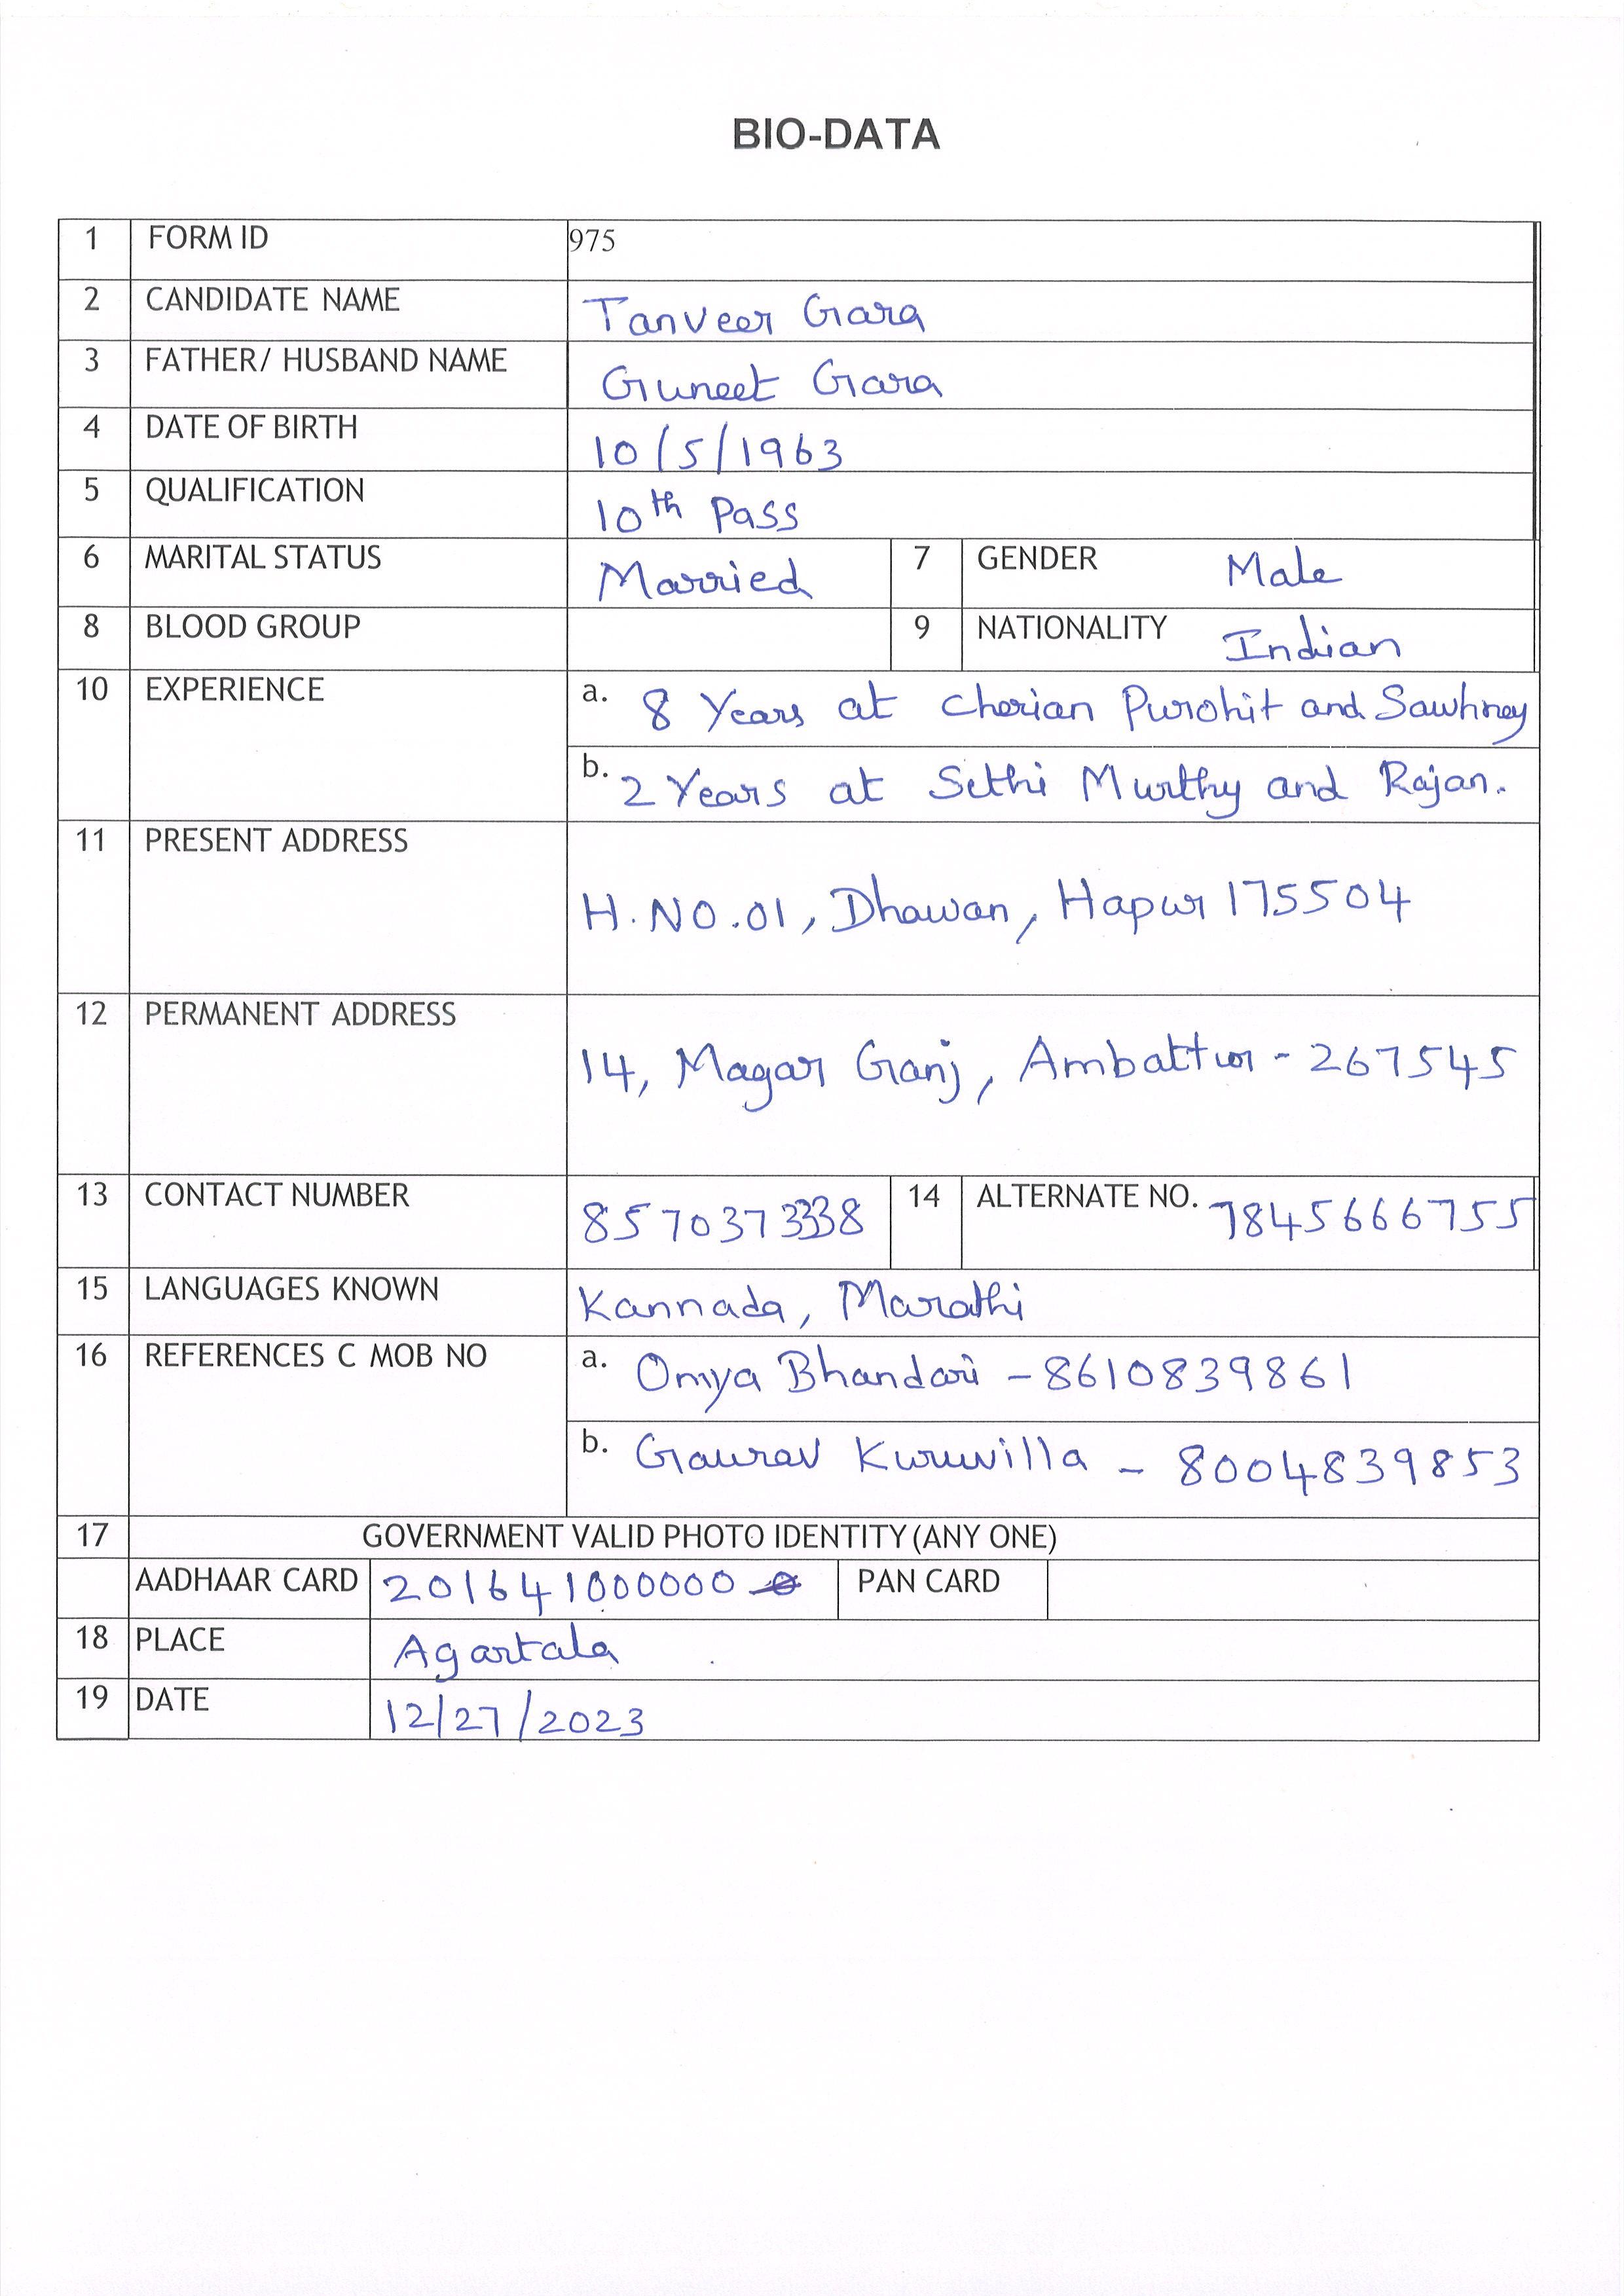 BIO-DATA
1 FORM ID 975
2 CANDIDATE NAME Tanveer Gara
3 FATHER/ HUSBAND NAME Guneet Gara
4 DATE OF BIRTH 10/5/1963
5 QUALIFICATION 10th Pass
6 MARITAL STATUS Married 7 GENDER Male
8 BLOOD GROUP 9 NATIONALITY Indian
10 EXPERIENCE a. 8 Years at Cherian Purohit and Sawhney
b. 2 Years at Sethi Murthy and Rajan.
11 PRESENT ADDRESS
H.NO.01, Dhawan, Hapur 175504
12 PERMANENT ADDRESS
14, Magar Ganj, Ambattur - 267545
13 CONTACT NUMBER 8570373338 14 ALTERNATE NO. 7845666755
15 LANGUAGES KNOWN Kannada, Marathi
16 REFERENCES C MOB NO a. Omya Bhandari - 8610839861
b. Gaurav Kuruvilla - 8004839853
17 GOVERNMENT VALID PHOTO IDENTITY (ANY ONE)
AADHAAR CARD 201641000000 PAN CARD
18 PLACE Agartala
19 DATE 12/27/2023